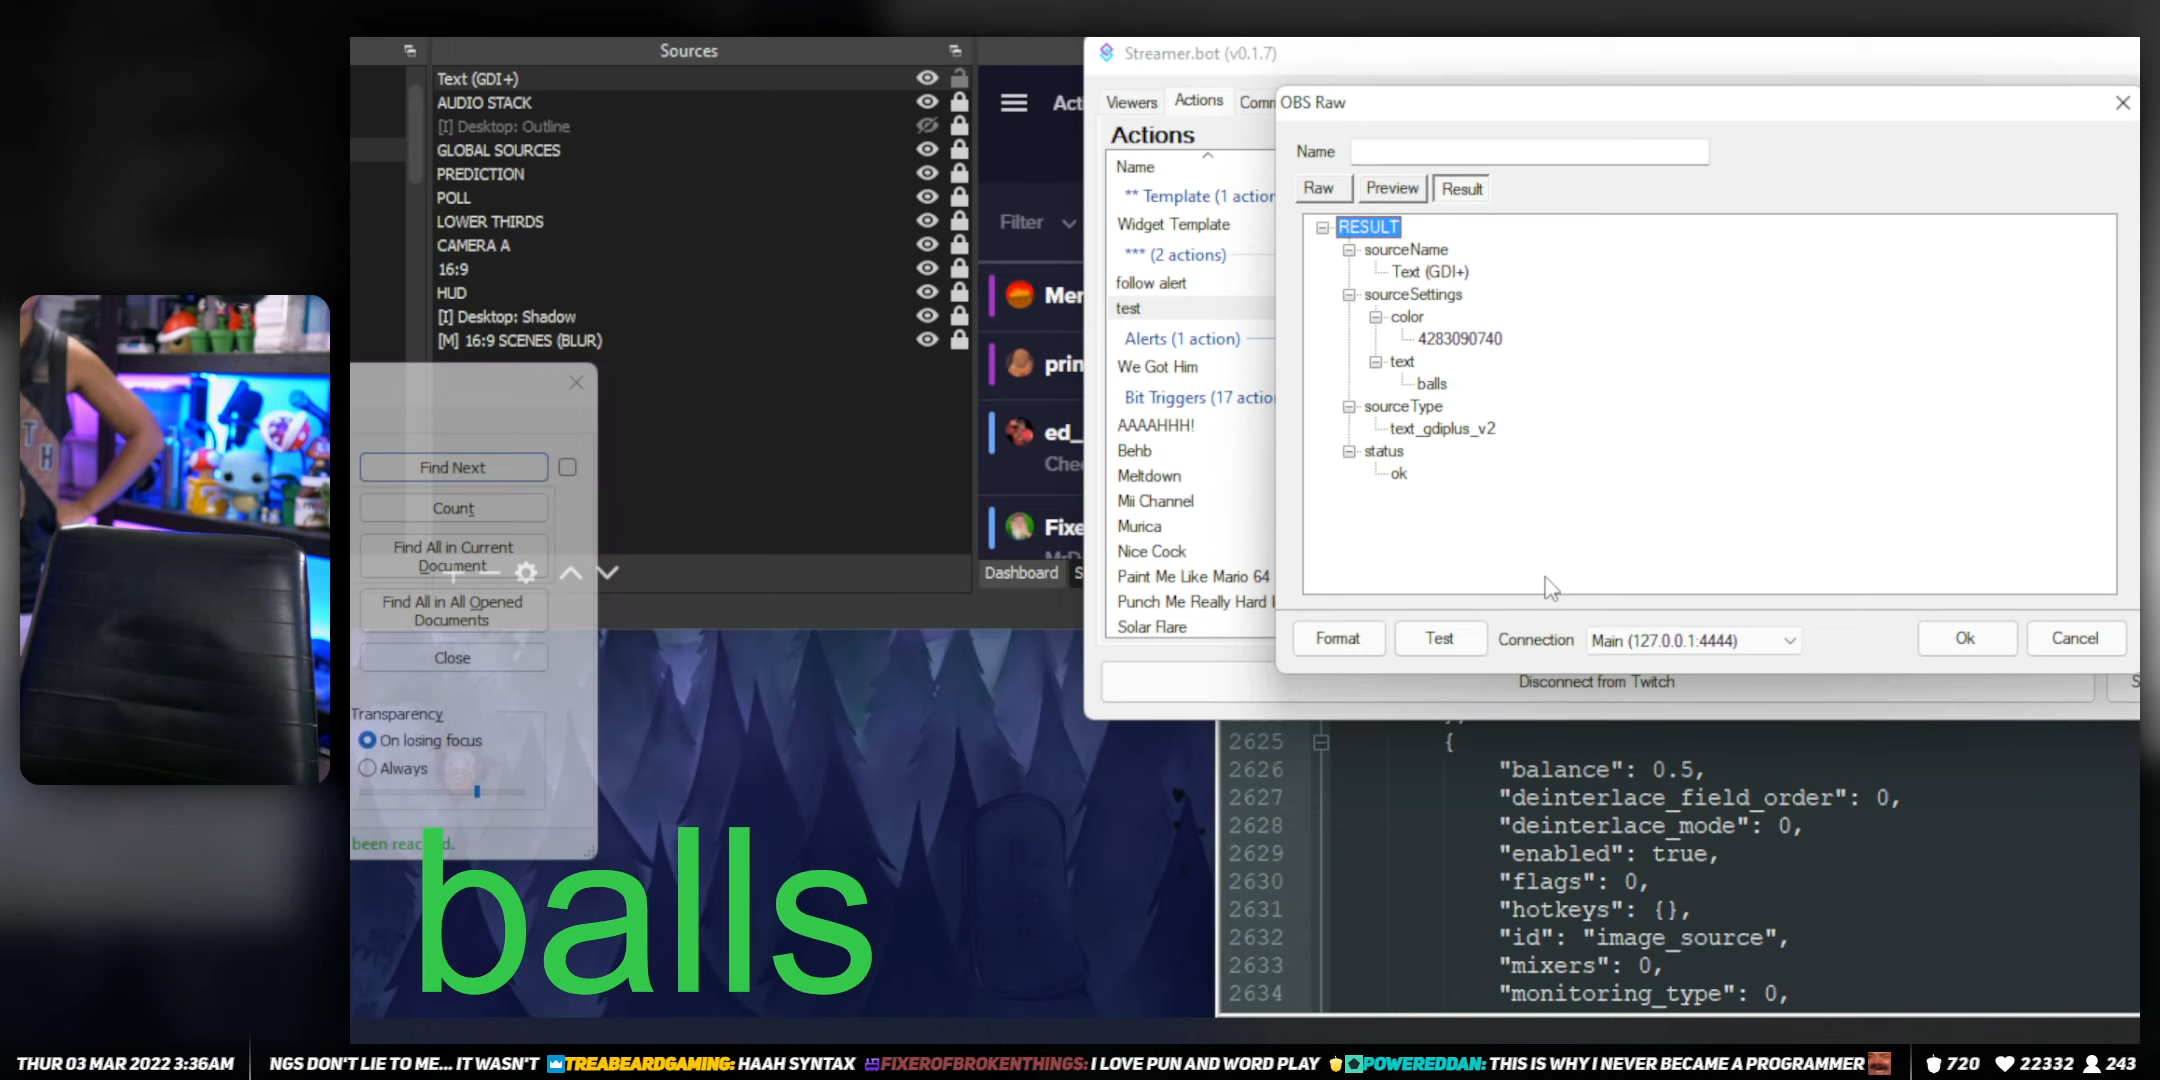 Sources
Text (GDI+)
AUDIO STACK
[I] Desktop: Outline
GLOBAL SOURCES
PREDICTION
POLL
LOWER THIRDS
CAMERA A
16:9
HUD
[I] Desktop: Shadow
[M] 16:9 SCENES (BLUR)
Find Next
Count
Find All in Current
Document
Find All in All Opened
Documents
Close
Transparency
On losing focus
Always
balls
Filter
Dashboard
Streamer.bot (v0.1.7)
Viewers
Actions
Actions
Name
** Template (1 action
Widget Template
*** (2 actions)
follow alert
test
Alerts (1 action)
We Got Him
Bit Triggers (17 actio
AAAAHHH!
Behb
Meltdown
Mii Channel
Murica
Nice Cock
Paint Me Like Mario 64
Punch Me Really Hard
Solar Flare
Disconnect from Twitch
OBS Raw
Name
Raw
Preview
Result
RESULT
sourceName
Text (GDI+)
sourceSettings
color
4283090740
text
balls
sourceType
text_gdiplus_v2
status
ok
Format
Test
Connection
Main (127.0.0.1:4444)
Ok
Cancel
2625 {
2626 "balance": 0.5,
2627 "deinterlace_field_order": 0,
2628 "deinterlace_mode": 0,
2629 "enabled": true,
2630 "flags": 0,
2631 "hotkeys": {},
2632 "id": "image_source",
2633 "mixers": 0,
2634 "monitoring_type": 0,
THUR 03 MAR 2022 3:36AM
NGS DON'T LIE TO ME... IT WASN'T TREABEARDGAMING: HAAH SYNTAX FIXEROFBROKENTHINGS: I LOVE PUN AND WORD PLAY POWEREDDAN: THIS IS WHY I NEVER BECAME A PROGRAMMER
720 22332 243